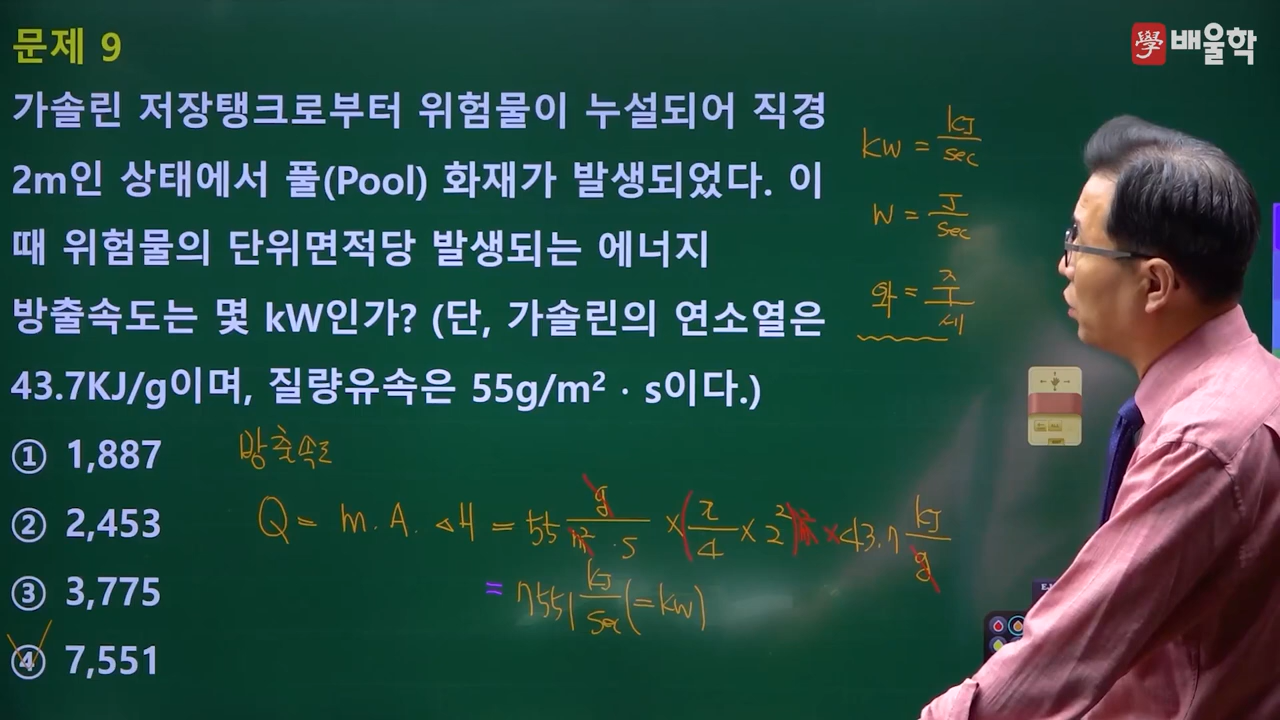 문제 9
學 배울학
가솔린 저장탱크로부터 위험물이 누설되어 직경
2m인 상태에서 풀(Pool) 화재가 발생되었다. 이
때 위험물의 단위면적당 발생되는 에너지
방출속도는 몇 kW인가? (단, 가솔린의 연소열은
43.7KJ/g이며, 질량유속은 55g/m² · s이다.)
① 1,887
② 2,453
③ 3,775
④ 7,551
kW = kJ/sec
W = J/sec
와 = 주/세
방출속도
Q = m. A. ⊿H = 55 g/m²·s × (π/4 × 2²)m² × 43.7 kJ/g
= 7551 kJ/sec (= kW)